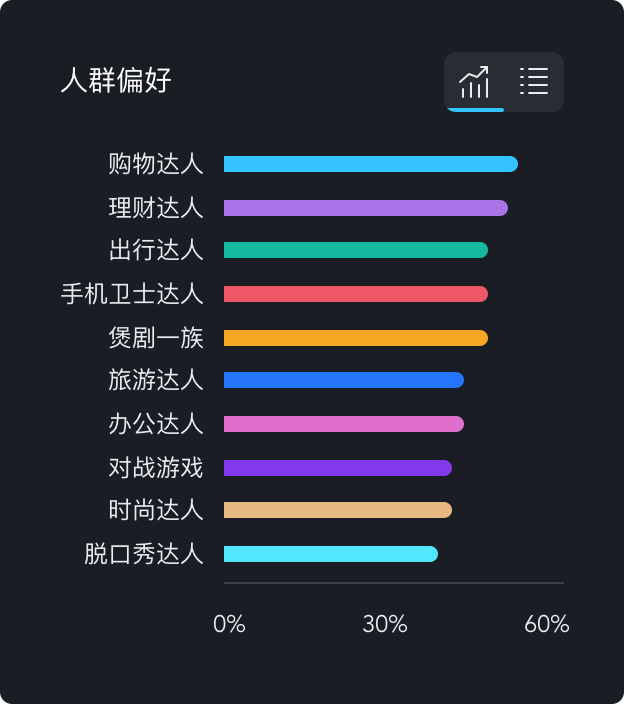 人群偏好
购物达人
理财达人
出行达人
手机卫士达人
煲剧一族
旅游达人
办公达人
对战游戏
时尚达人
脱口秀达人
0% 30% 60%